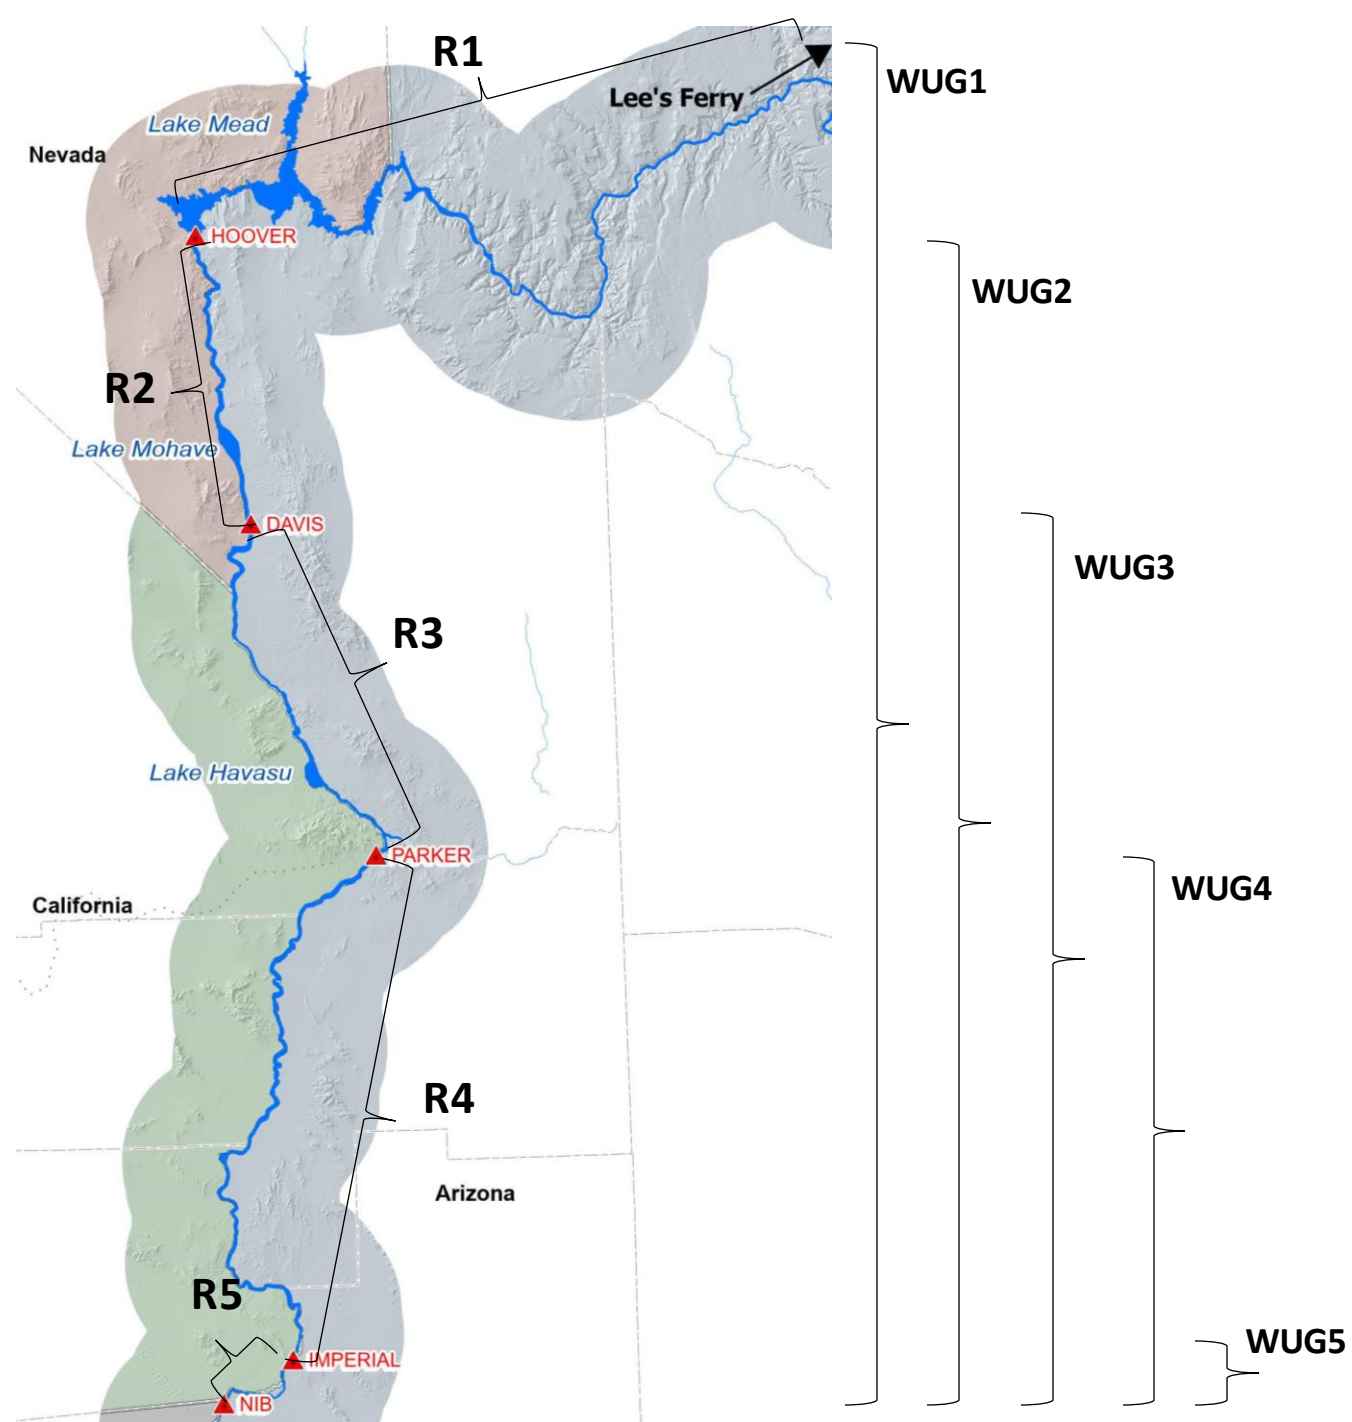 R1
WUG1
Lee's Ferry
Lake Mead
Nevada
HOOVER
WUG2
R2
Lake Mohave
DAVIS
WUG3
R3
Lake Havasu
PARKER
WUG4
California
R4
Arizona
R5
WUG5
IMPERIAL
NIB